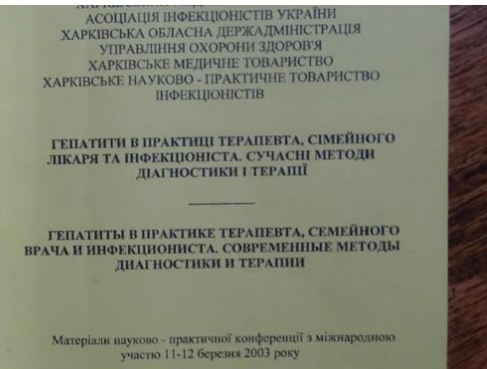 АСОЦІАЦІЯ ІНФЕКЦІОНІСТІВ УКРАЇНИ
ХАРКІВСЬКА ОБЛАСНА ДЕРЖАДМІНІСТРАЦІЯ
УПРАВЛІННЯ ОХОРОНИ ЗДОРОВ'Я
ХАРКІВСЬКЕ МЕДИЧНЕ ТОВАРИСТВО
ХАРКІВСЬКЕ НАУКОВО - ПРАКТИЧНЕ ТОВАРИСТВО
ІНФЕКЦІОНІСТІВ
ГЕПАТИТИ В ПРАКТИЦІ ТЕРАПЕВТА, СІМЕЙНОГО
ЛІКАРЯ ТА ІНФЕКЦІОНІСТА. СУЧАСНІ МЕТОДИ
ДІАГНОСТИКИ І ТЕРАПІЇ
ГЕПАТИТЫ В ПРАКТИКЕ ТЕРАПЕВТА, СЕМЕЙНОГО
ВРАЧА И ИНФЕКЦИОНИСТА. СОВРЕМЕННЫЕ МЕТОДЫ
ДИАГНОСТИКИ И ТЕРАПИИ
Матеріали науково - практичної конференції з міжнародною
участю 11-12 березня 2003 року